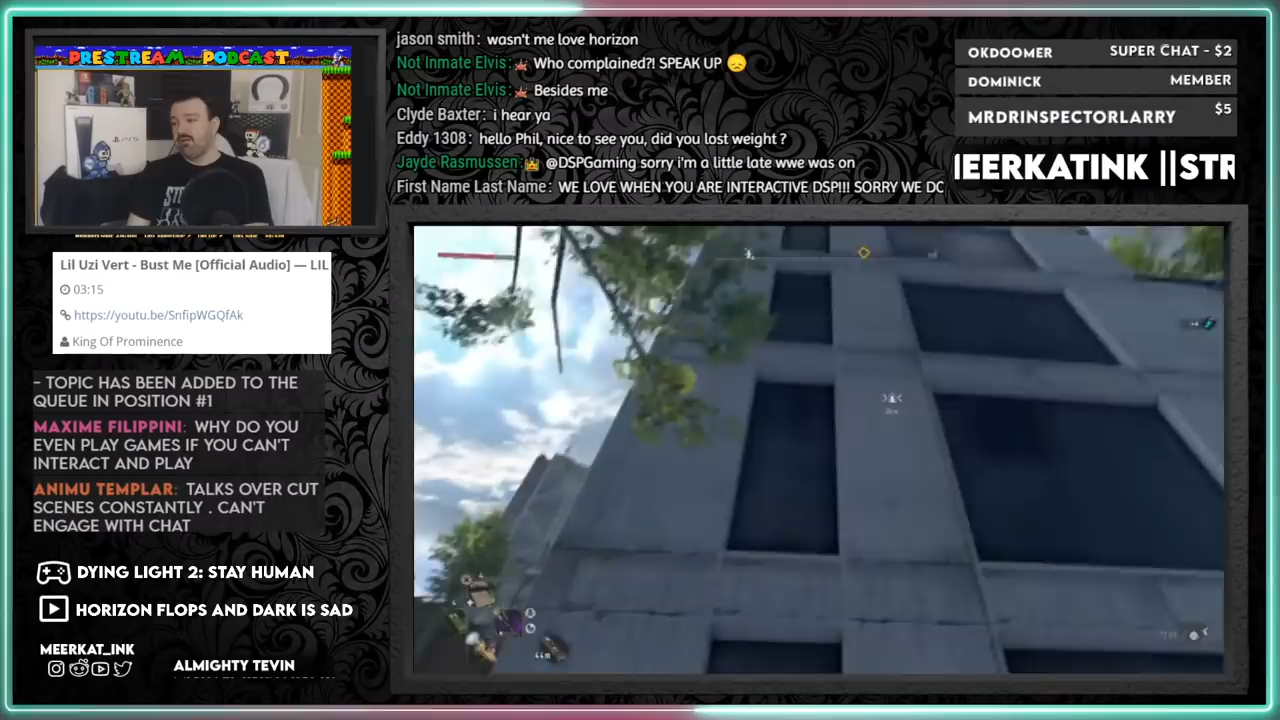 PRESTREAM PODCAST
jason smith: wasn't me love horizon
Not Inmate Elvis: Who complained?! SPEAK UP 😞
Not Inmate Elvis: Besides me
Clyde Baxter: i hear ya
Eddy 1308: hello Phil, nice to see you, did you lost weight ?
Jayde Rasmussen: @DSPGaming sorry i'm a little late wwe was on
First Name Last Name: WE LOVE WHEN YOU ARE INTERACTIVE DSP!!! SORRY WE DO
OKDOOMER SUPER CHAT - $2
DOMINICK MEMBER
MRDRINSPECTORLARRY $5
MEERKATINK ||STR
Lil Uzi Vert - Bust Me [Official Audio] — LIL
03:15
https://youtu.be/SnfipWGQfAk
King Of Prominence
- TOPIC HAS BEEN ADDED TO THE
QUEUE IN POSITION #1
MAXIME FILIPPINI: WHY DO YOU
EVEN PLAY GAMES IF YOU CAN'T
INTERACT AND PLAY
ANIMU TEMPLAR: TALKS OVER CUT
SCENES CONSTANTLY . CAN'T
ENGAGE WITH CHAT
DYING LIGHT 2: STAY HUMAN
HORIZON FLOPS AND DARK IS SAD
MEERKAT_INK
ALMIGHTY TEVIN